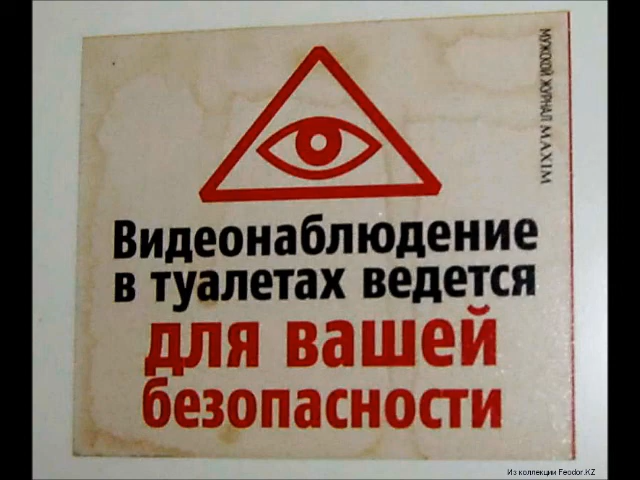 МУЖСКОЙ ЖУРНАЛ MAXIM
Видеонаблюдение
в туалетах ведется
для вашей
безопасности
Из коллекции Feodor.KZ